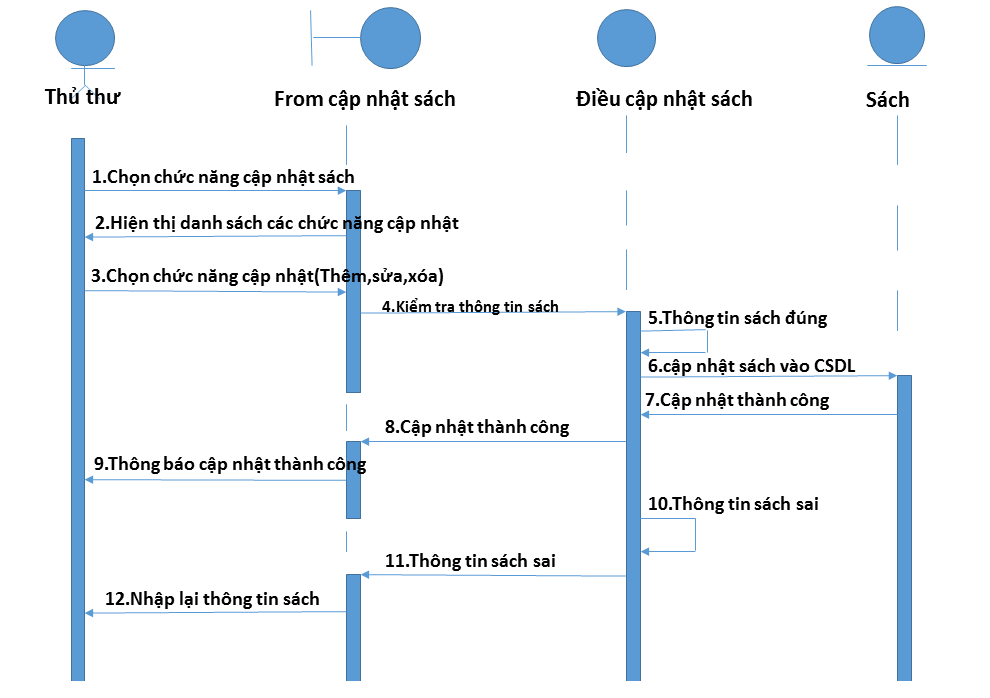 Thủ thư
From cập nhật sách
Điều cập nhật sách
Sách
1.Chọn chức năng cập nhật sách
2.Hiện thị danh sách các chức năng cập nhật
3.Chọn chức năng cập nhật(Thêm,sửa,xóa)
4.Kiểm tra thông tin sách
5.Thông tin sách đúng
6.cập nhật sách vào CSDL
7.Cập nhật thành công
8.Cập nhật thành công
9.Thông báo cập nhật thành công
10.Thông tin sách sai
11.Thông tin sách sai
12.Nhập lại thông tin sách